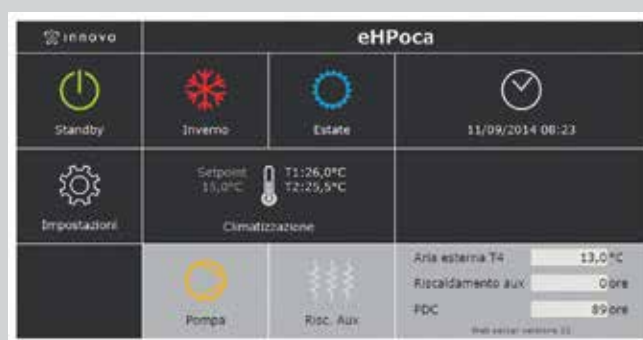 innova
eHPoca
Standby
Inverno
Estate
11/09/2014 08:23
Impostazioni
Setpoint
15,0°C
T1:26,0°C
T2:25,5°C
Climatizzazione
Pompa
Risc. Aux
Aria esterna T4 13,0°C
Riscaldamento aux 0 ore
PDC 89 ore